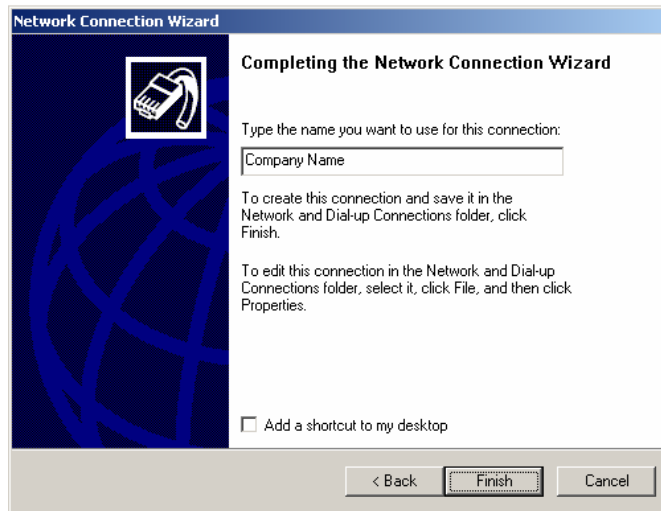 Network Connection Wizard
Completing the Network Connection Wizard
Type the name you want to use for this connection:
Company Name
To create this connection and save it in the
Network and Dial-up Connections folder, click
Finish.
To edit this connection in the Network and Dial-up
Connections folder, select it, click File, and then click
Properties.
Add a shortcut to my desktop
< Back Finish Cancel